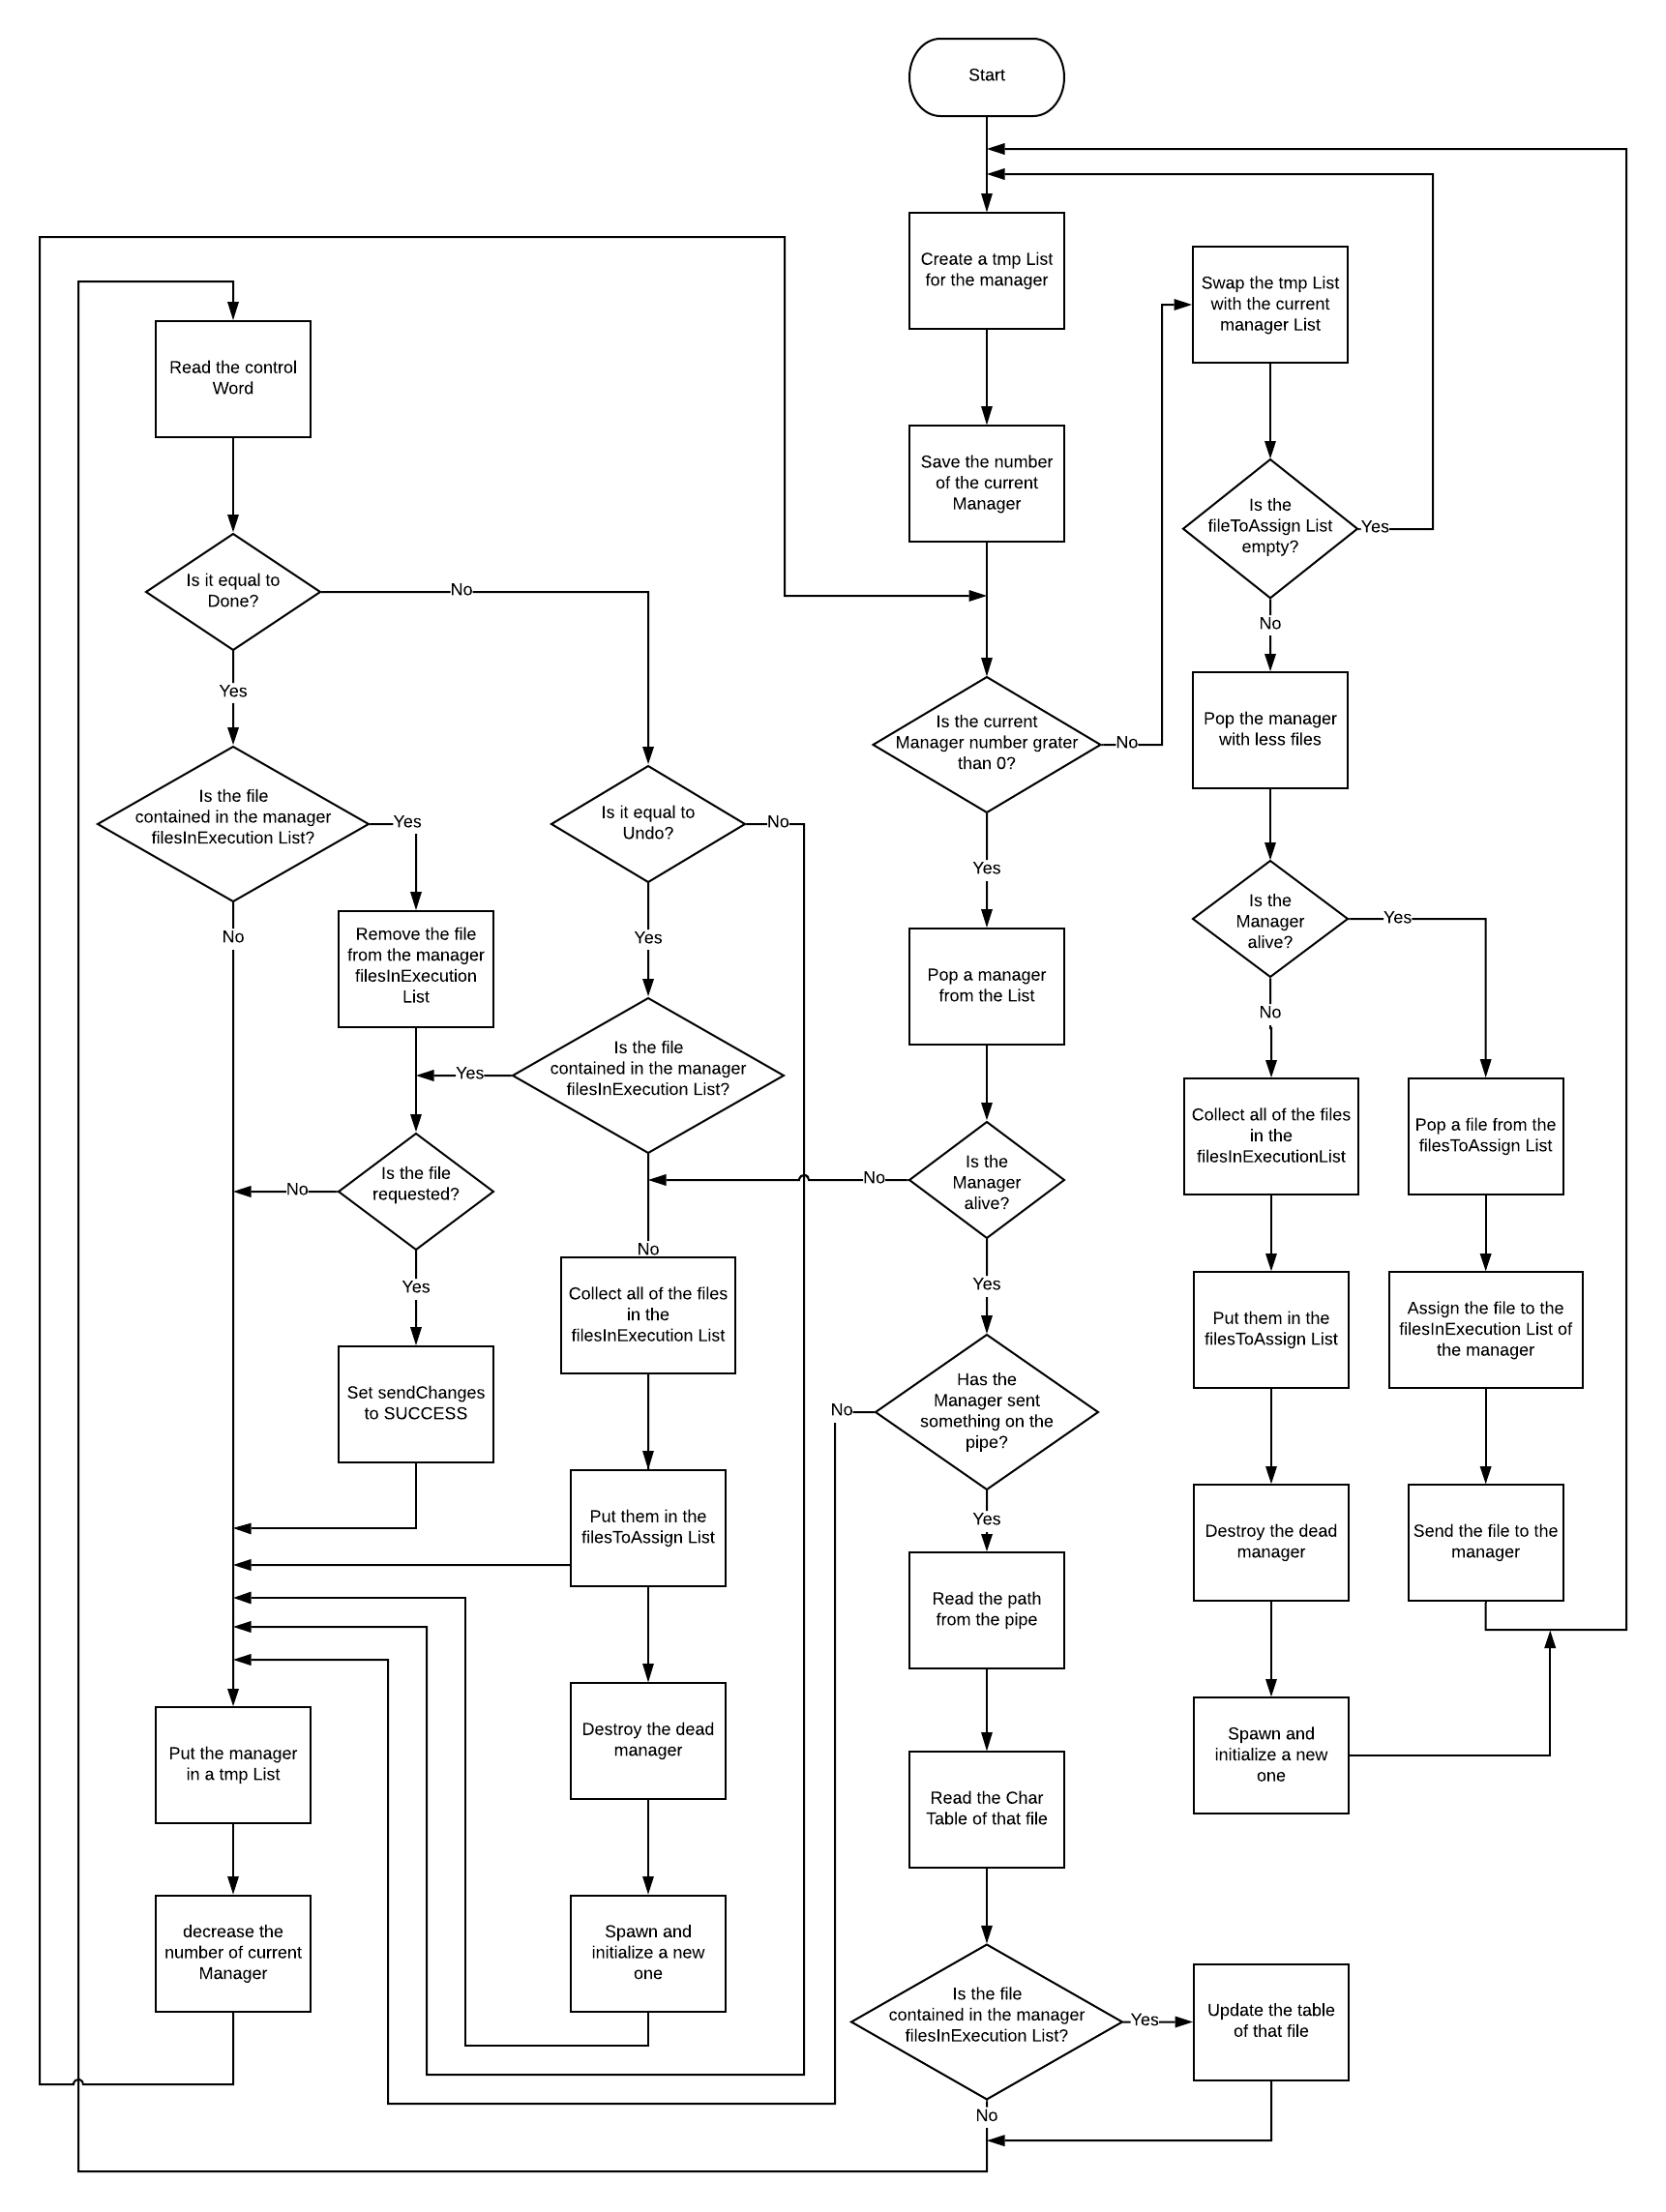 Start
Create a tmp List
for the manager
Swap the tmp List
with the current
manager List
Read the control
Word
Save the number
of the current
Manager
Is the
fileToAssign List
empty?
Yes
No
Is it equal to
Done?
No
Yes
Pop the manager
with less files
Is the current
Manager number grater
than 0?
No
Yes
Is the file
contained in the manager
filesInExecution List?
Yes
No
Is it equal to
Undo?
No
Yes
Is the
Manager
alive?
Yes
No
Remove the file
from the manager
filesInExecution
List
Pop a manager
from the List
Is the file
contained in the manager
filesInExecution List?
Yes
No
Collect all of the files
in the
filesInExecutionList
Pop a file from the
filesToAssign List
Is the file
requested?
No
Yes
Is the
Manager
alive?
No
Yes
Collect all of the files
in the
filesInExecution List
Put them in the
filesToAssign List
Assign the file to the
filesInExecution List of
the manager
Set sendChanges
to SUCCESS
Has the
Manager sent
something on the
pipe?
No
Yes
Put them in the
filesToAssign List
Destroy the dead
manager
Send the file to the
manager
Read the path
from the pipe
Put the manager
in a tmp List
Destroy the dead
manager
Spawn and
initialize a new
one
Read the Char
Table of that file
decrease the
number of current
Manager
Spawn and
initialize a new
one
Is the file
contained in the manager
filesInExecution List?
Yes
No
Update the table
of that file